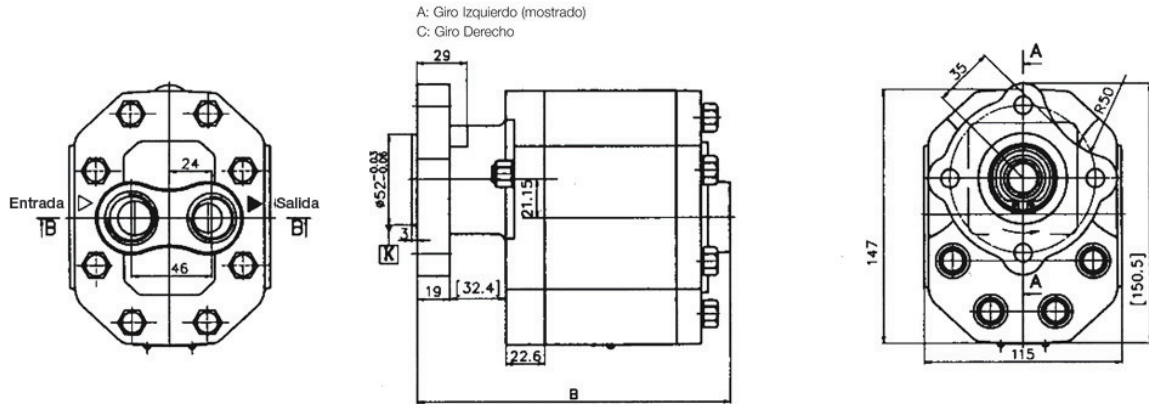 A: Giro Izquierdo (mostrado)
C: Giro Derecho
29
35
A
R50
24
ø52 -0.03 -0.06
21.15
Entrada
Salida
B
B
3
K
46
19
[32.4]
147
A
[150.5]
22.6
115
B